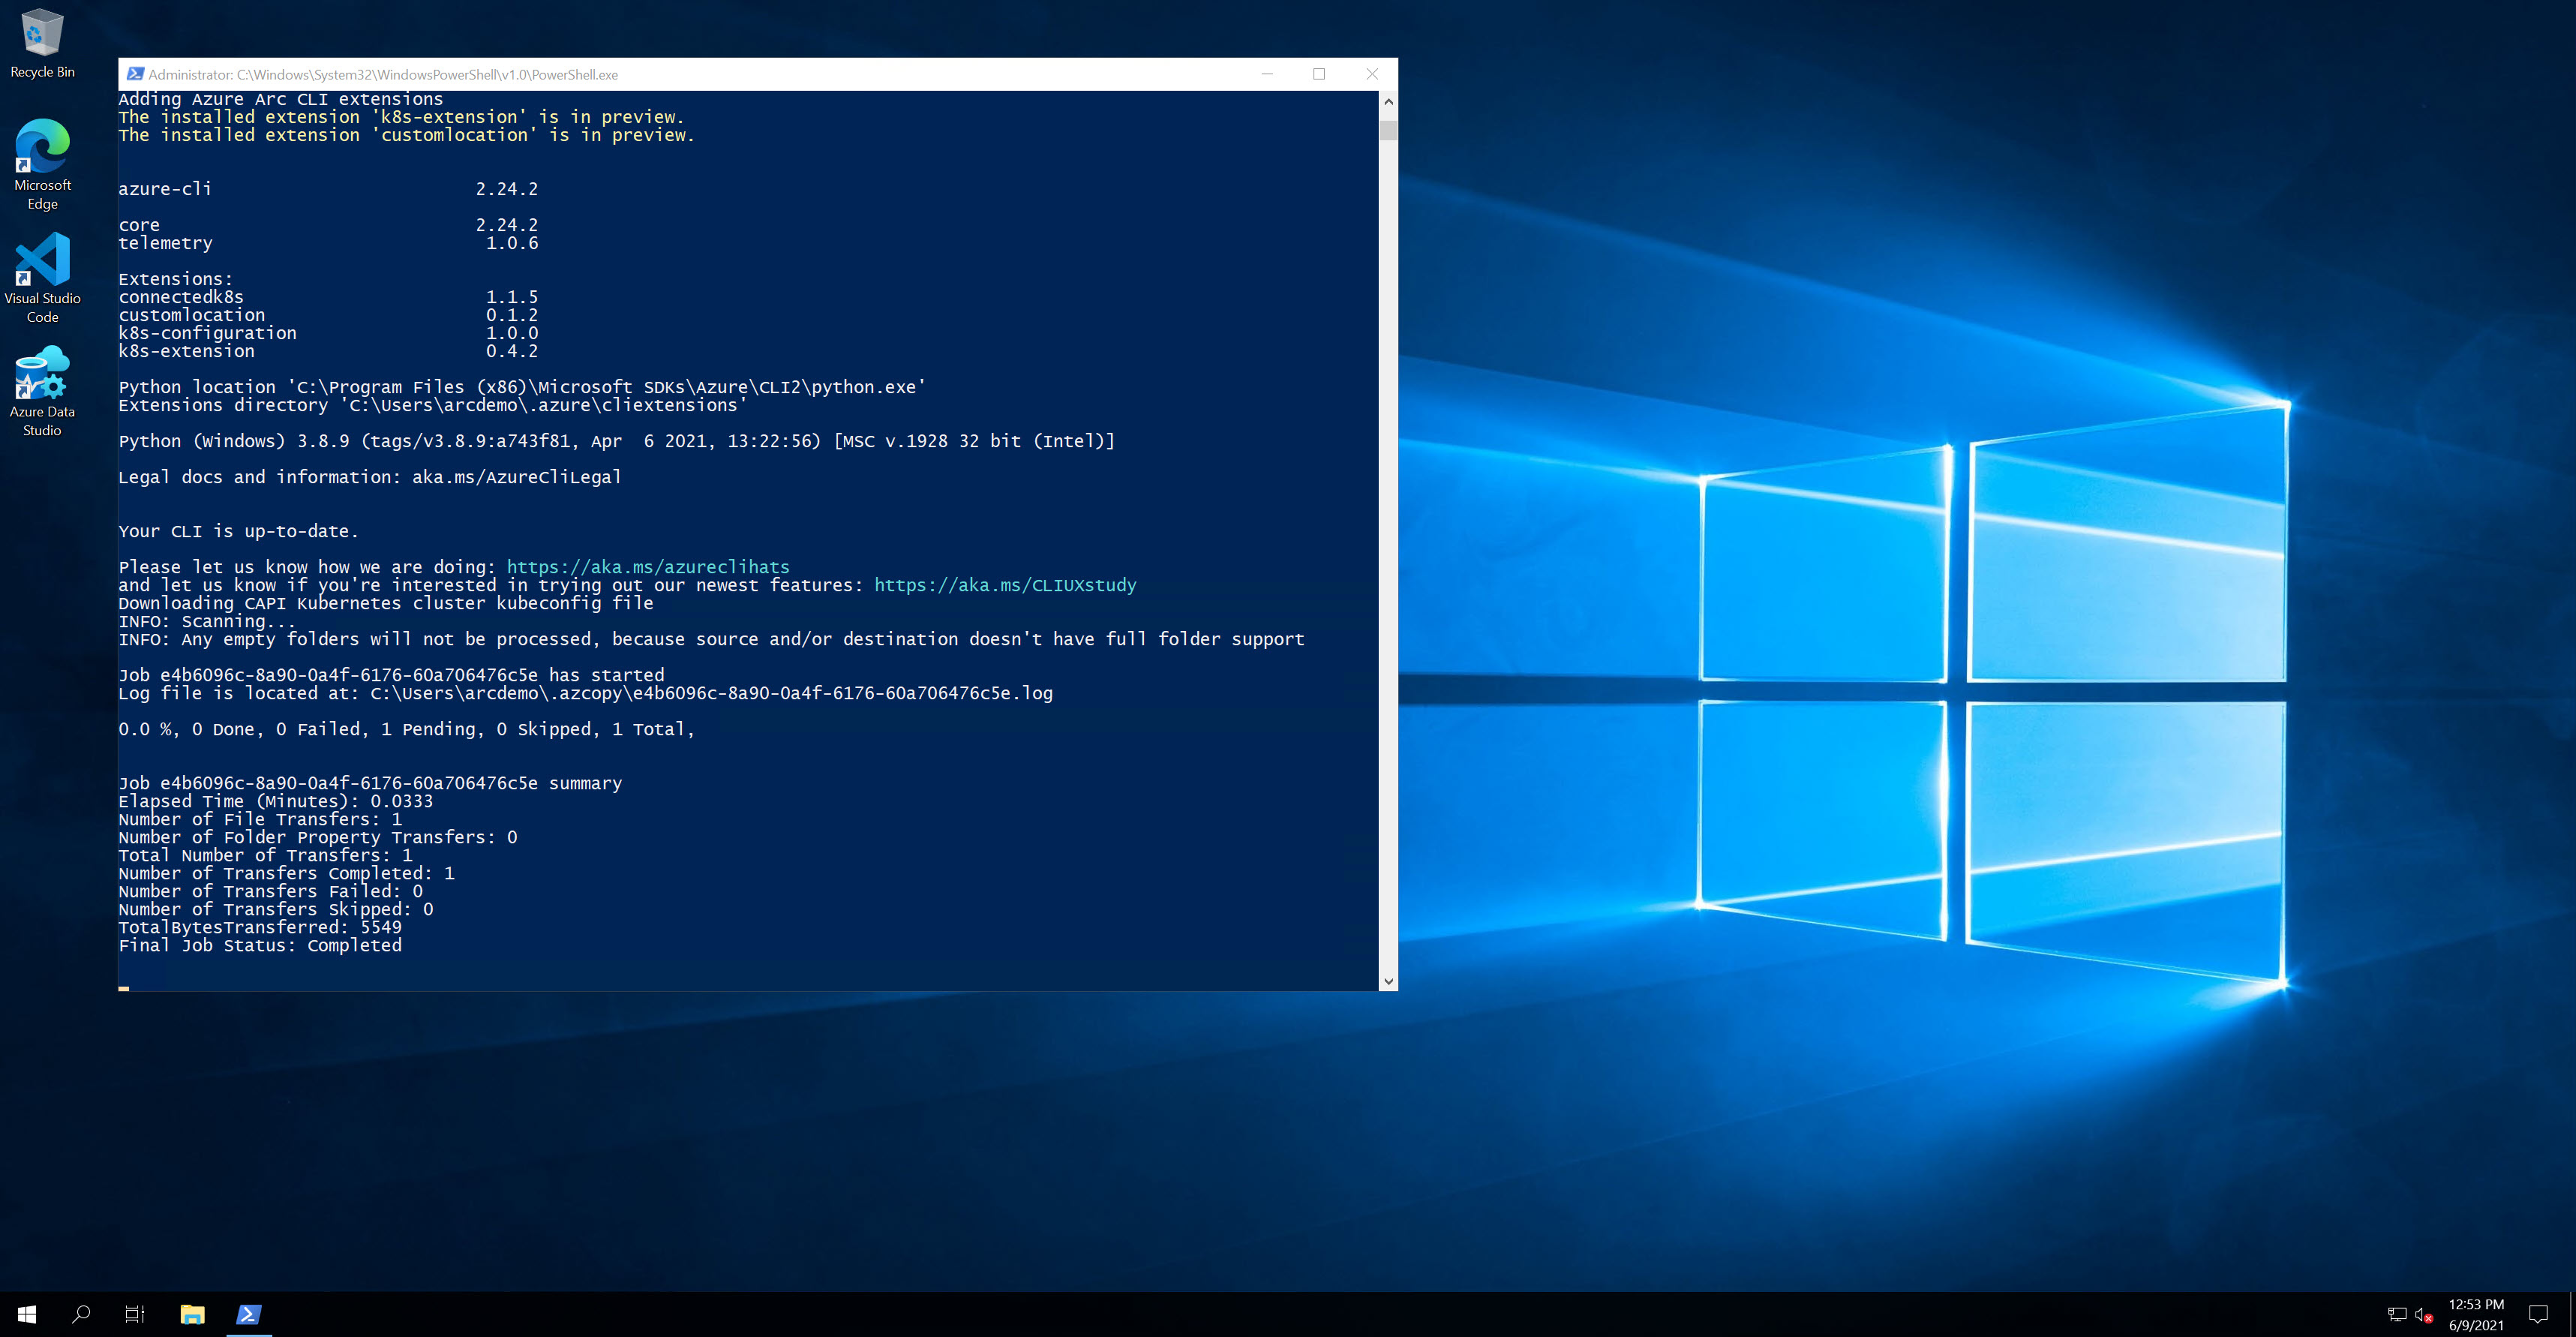 Recycle Bin
Microsoft
Edge
Visual Studio
Code
Azure Data
Studio
Administrator: C:\Windows\System32\WindowsPowerShell\v1.0\PowerShell.exe
Adding Azure Arc CLI extensions
The installed extension 'k8s-extension' is in preview.
The installed extension 'customlocation' is in preview.
azure-cli 2.24.2
core 2.24.2
telemetry 1.0.6
Extensions:
connectedk8s 1.1.5
customlocation 0.1.2
k8s-configuration 1.0.0
k8s-extension 0.4.2
Python location 'C:\Program Files (x86)\Microsoft SDKs\Azure\CLI2\python.exe'
Extensions directory 'C:\Users\arcdemo\.azure\cliextensions'
Python (Windows) 3.8.9 (tags/v3.8.9:a743f81, Apr  6 2021, 13:22:56) [MSC v.1928 32 bit (Intel)]
Legal docs and information: aka.ms/AzureCliLegal
Your CLI is up-to-date.
Please let us know how we are doing: https://aka.ms/azureclihats
and let us know if you're interested in trying out our newest features: https://aka.ms/CLIUXstudy
Downloading CAPI Kubernetes cluster kubeconfig file
INFO: Scanning...
INFO: Any empty folders will not be processed, because source and/or destination doesn't have full folder support
Job e4b6096c-8a90-0a4f-6176-60a706476c5e has started
Log file is located at: C:\Users\arcdemo\.azcopy\e4b6096c-8a90-0a4f-6176-60a706476c5e.log
0.0 %, 0 Done, 0 Failed, 1 Pending, 0 Skipped, 1 Total,
Job e4b6096c-8a90-0a4f-6176-60a706476c5e summary
Elapsed Time (Minutes): 0.0333
Number of File Transfers: 1
Number of Folder Property Transfers: 0
Total Number of Transfers: 1
Number of Transfers Completed: 1
Number of Transfers Failed: 0
Number of Transfers Skipped: 0
TotalBytesTransferred: 5549
Final Job Status: Completed
12:53 PM
6/9/2021